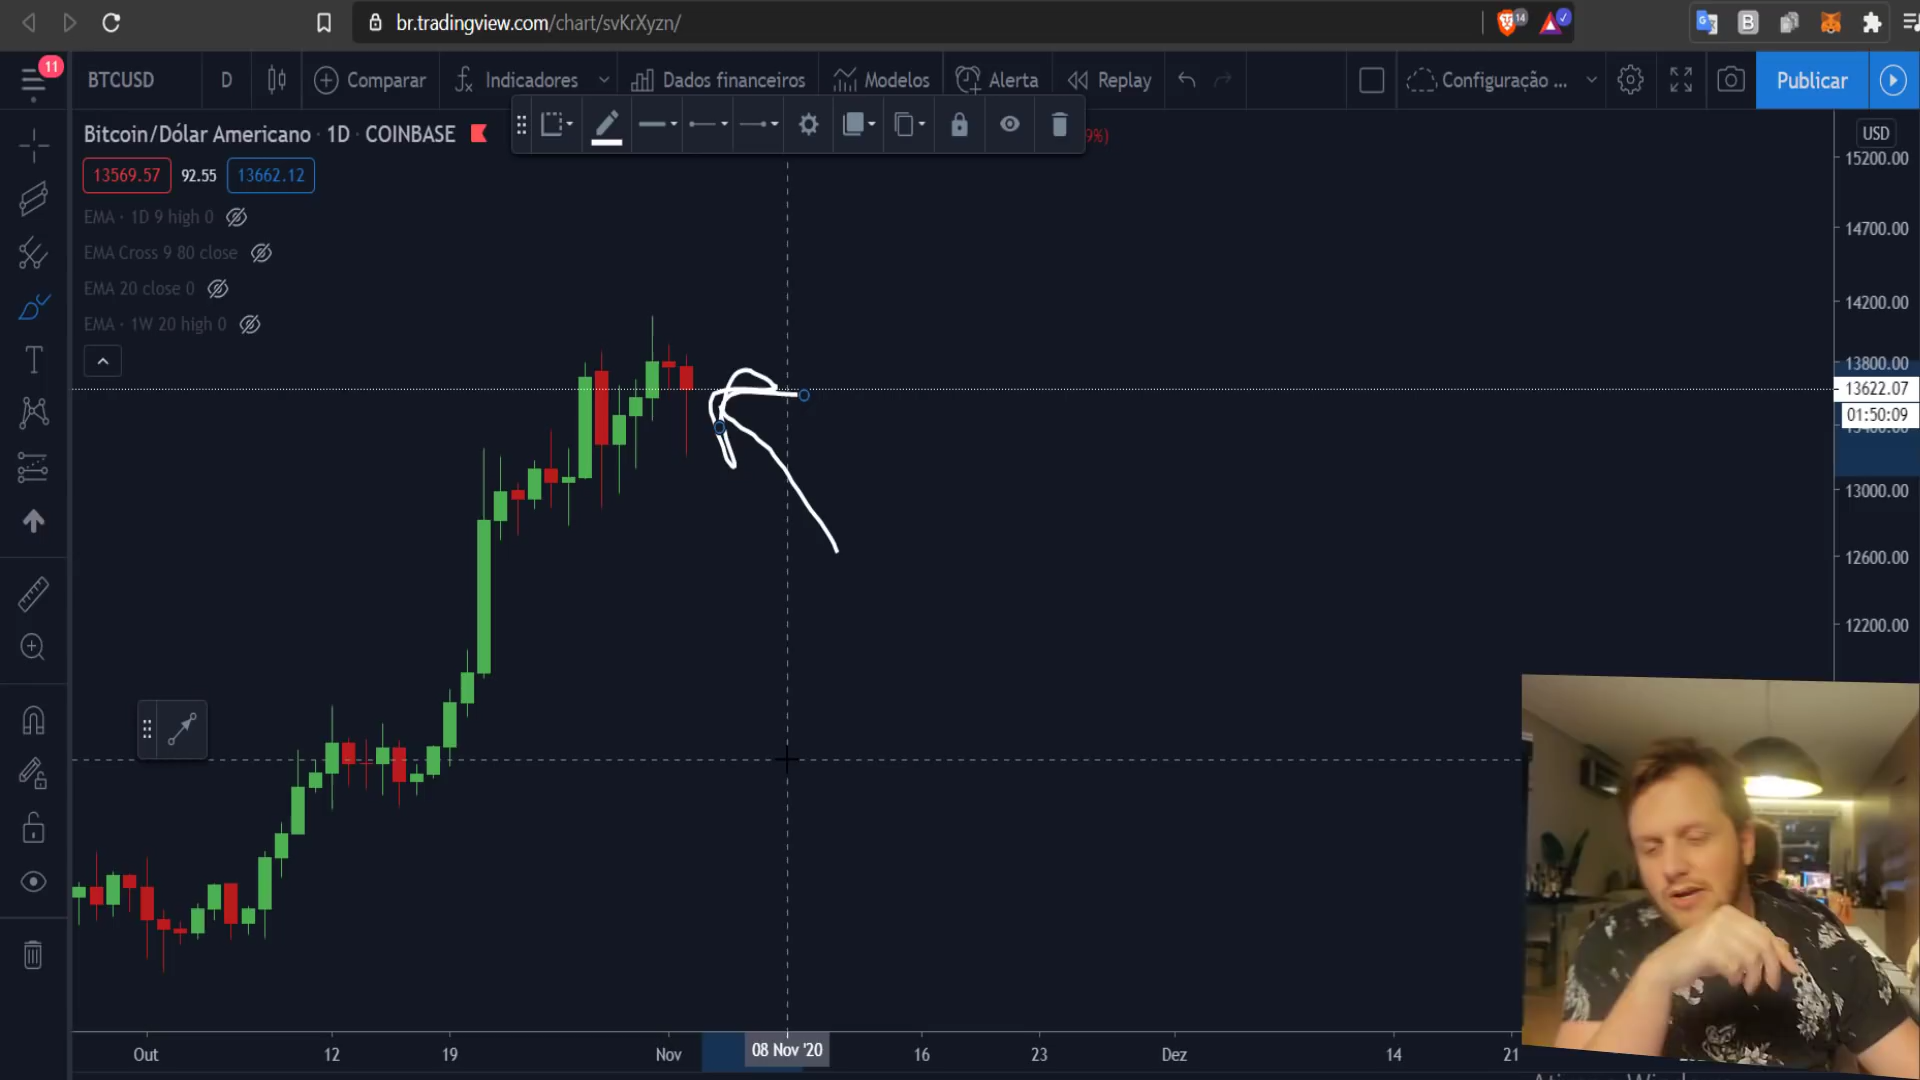 br.tradingview.com/chart/svKrXyzn/
14
11
BTCUSD
D
Comparar
Indicadores
Dados financeiros
Modelos
Alerta
Replay
Configuração ...
Publicar
Bitcoin/Dólar Americano · 1D · COINBASE
9%)
USD
13569.57
92.55
13662.12
EMA · 1D 9 high 0
EMA Cross 9 80 close
EMA 20 close 0
EMA · 1W 20 high 0
15200.00
14700.00
14200.00
13800.00
13622.07
01:50:09
13000.00
12600.00
12200.00
Out
12
19
Nov
08 Nov '20
16
23
Dez
14
21